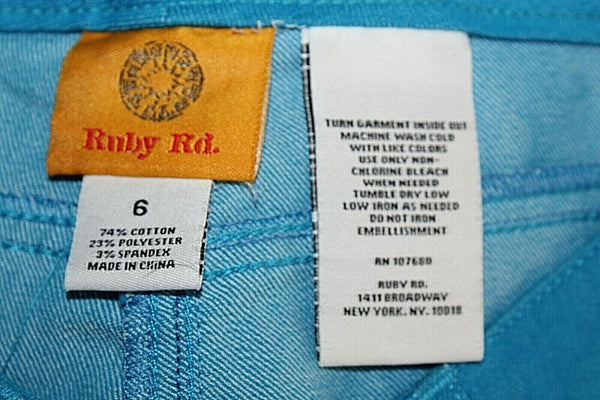 Ruby Rd.
6
74% COTTON
23% POLYESTER
3% SPANDEX
MADE IN CHINA
TURN GARMENT INSIDE OUT
MACHINE WASH COLD
WITH LIKE COLORS
USE ONLY NON-
CHLORINE BLEACH
WHEN NEEDED
TUMBLE DRY LOW
LOW IRON AS NEEDED
DO NOT IRON
EMBELLISHMENT
RN 107680
RUBY RD.
1411 BROADWAY
NEW YORK, NY. 10018